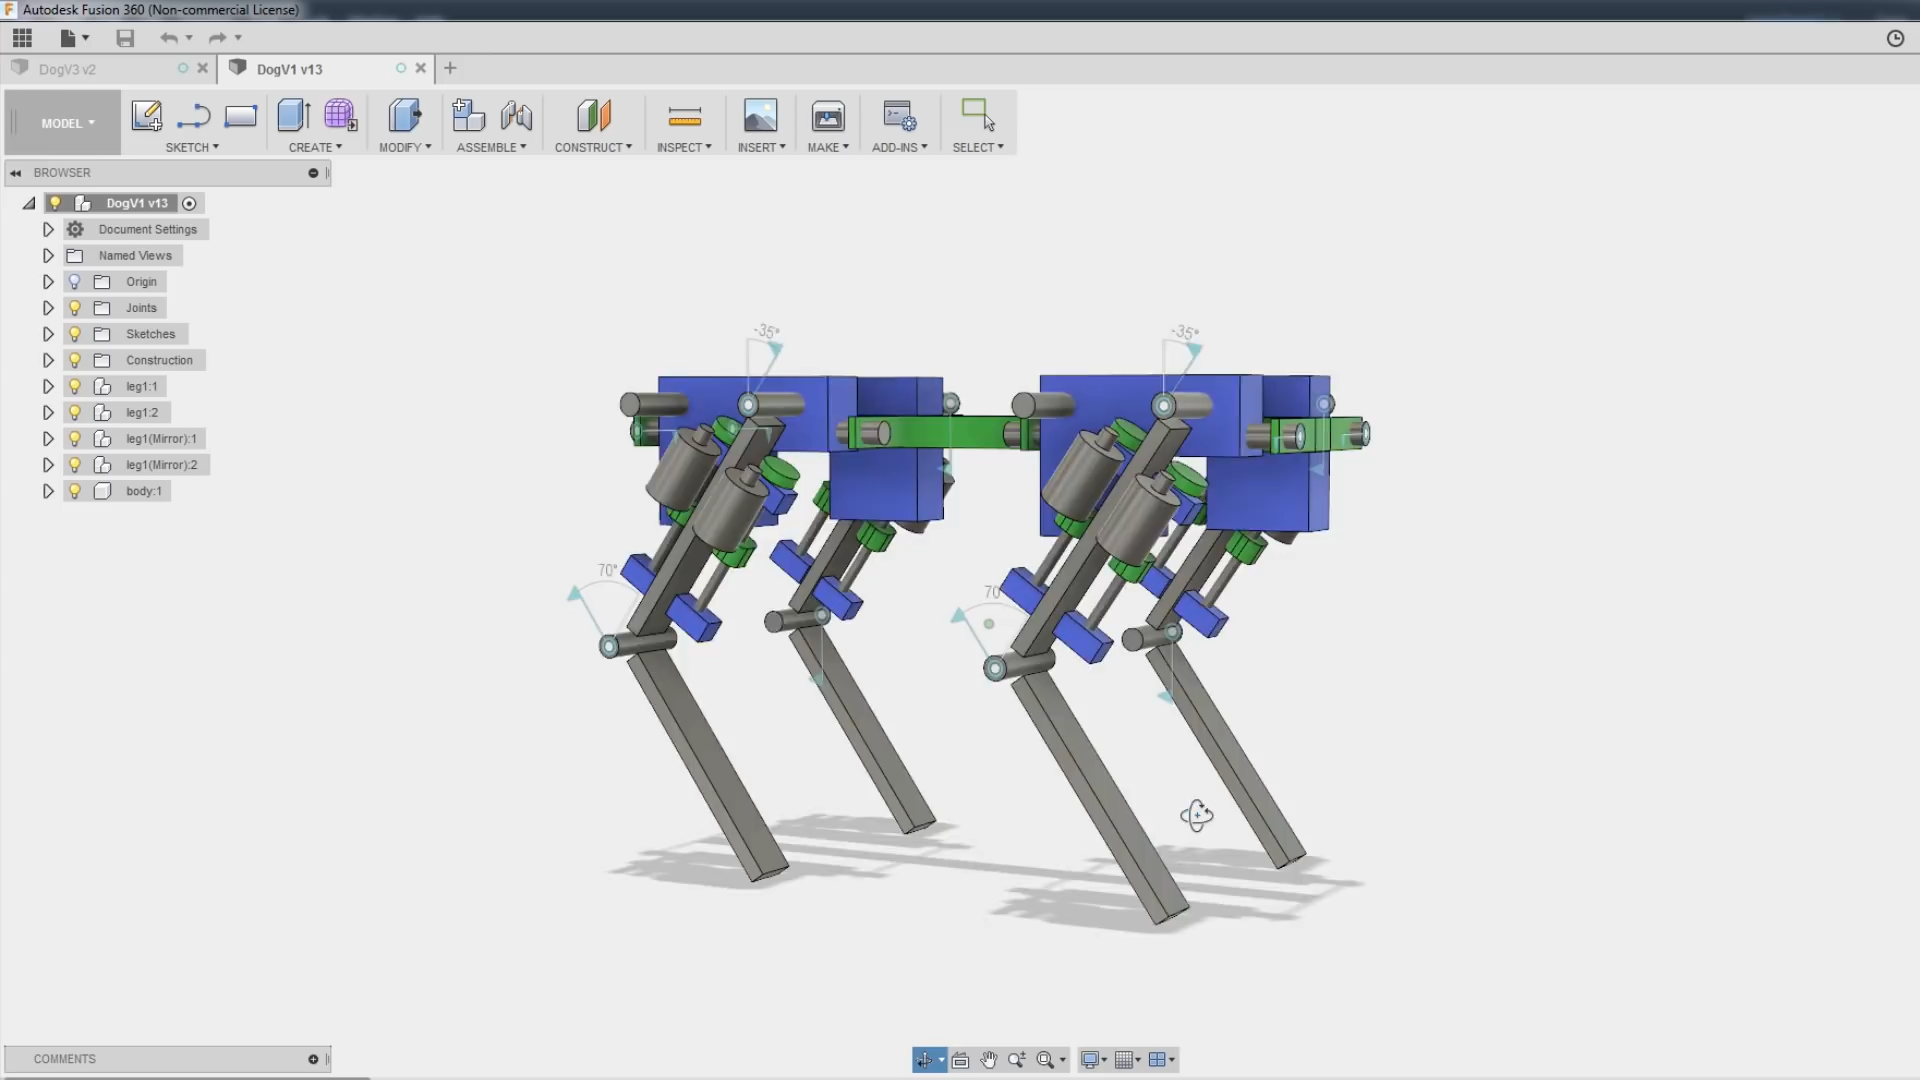 Autodesk Fusion 360 (Non-commercial License)
DogV3 v2
DogV1 v13
MODEL
SKETCH
CREATE
MODIFY
ASSEMBLE
CONSTRUCT
INSPECT
INSERT
MAKE
ADD-INS
SELECT
BROWSER
DogV1 v13
Document Settings
Named Views
Origin
Joints
Sketches
Construction
leg1:1
leg1:2
leg1(Mirror):1
leg1(Mirror):2
body:1
-35°
-35°
70°
70
COMMENTS